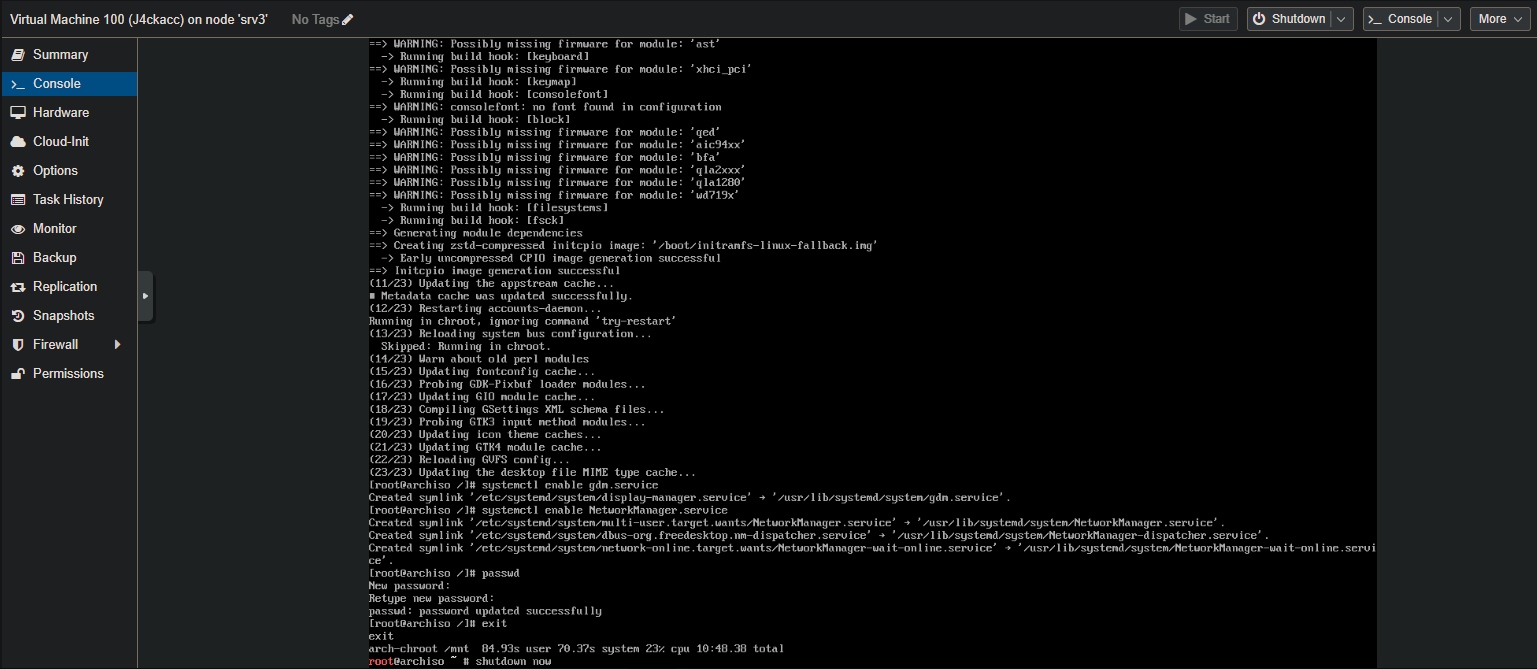 Virtual Machine 100 (J4ckacc) on node 'srv3'
No Tags
Start
Shutdown
Console
More
Summary
Console
Hardware
Cloud-Init
Options
Task History
Monitor
Backup
Replication
Snapshots
Firewall
Permissions
==> WARNING: Possibly missing firmware for module: 'ast'
  -> Running build hook: [keyboard]
==> WARNING: Possibly missing firmware for module: 'xhci_pci'
  -> Running build hook: [keymap]
  -> Running build hook: [consolefont]
==> WARNING: consolefont: no font found in configuration
  -> Running build hook: [block]
==> WARNING: Possibly missing firmware for module: 'qed'
==> WARNING: Possibly missing firmware for module: 'aic94xx'
==> WARNING: Possibly missing firmware for module: 'bfa'
==> WARNING: Possibly missing firmware for module: 'qla2xxx'
==> WARNING: Possibly missing firmware for module: 'qla1280'
==> WARNING: Possibly missing firmware for module: 'wd719x'
  -> Running build hook: [filesystems]
  -> Running build hook: [fsck]
==> Generating module dependencies
==> Creating zstd-compressed initcpio image: '/boot/initramfs-linux-fallback.img'
  -> Early uncompressed CPIO image generation successful
==> Initcpio image generation successful
(11/23) Updating the appstream cache...
■ Metadata cache was updated successfully.
(12/23) Restarting accounts-daemon...
Running in chroot, ignoring command 'try-restart'
(13/23) Reloading system bus configuration...
  Skipped: Running in chroot.
(14/23) Warn about old perl modules
(15/23) Updating fontconfig cache...
(16/23) Probing GDK-Pixbuf loader modules...
(17/23) Updating GIO module cache...
(18/23) Compiling GSettings XML schema files...
(19/23) Probing GTK3 input method modules...
(20/23) Updating icon theme caches...
(21/23) Updating GTK4 module cache...
(22/23) Reloading GVFS config...
(23/23) Updating the desktop file MIME type cache...
[root@archiso /]# systemctl enable gdm.service
Created symlink '/etc/systemd/system/display-manager.service' → '/usr/lib/systemd/system/gdm.service'.
[root@archiso /]# systemctl enable NetworkManager.service
Created symlink '/etc/systemd/system/multi-user.target.wants/NetworkManager.service' → '/usr/lib/systemd/system/NetworkManager.service'.
Created symlink '/etc/systemd/system/dbus-org.freedesktop.nm-dispatcher.service' → '/usr/lib/systemd/system/NetworkManager-dispatcher.service'.
Created symlink '/etc/systemd/system/network-online.target.wants/NetworkManager-wait-online.service' → '/usr/lib/systemd/system/NetworkManager-wait-online.servi
ce'.
[root@archiso /]# passwd
New password:
Retype new password:
passwd: password updated successfully
[root@archiso /]# exit
exit
arch-chroot /mnt  84.93s user 70.37s system 23% cpu 10:48.38 total
root@archiso ~ # shutdown now